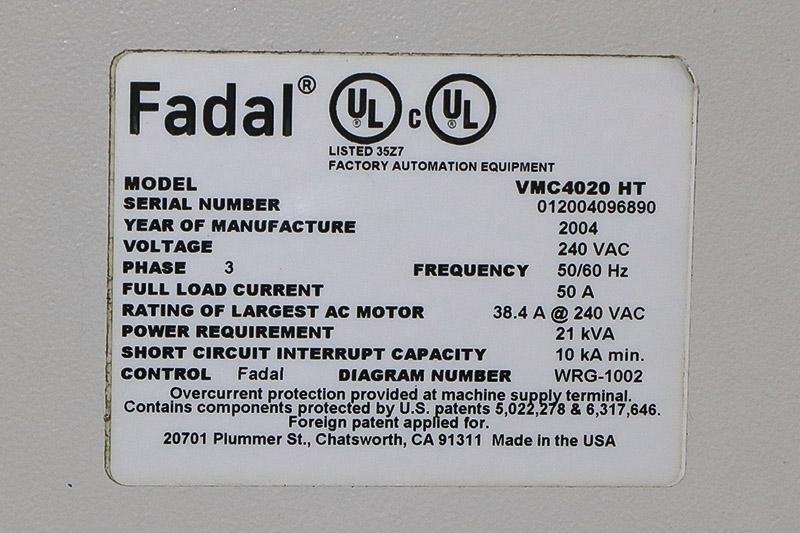 Fadal® UL® c UL®
LISTED 35Z7
FACTORY AUTOMATION EQUIPMENT
MODEL VMC4020 HT
SERIAL NUMBER 012004096890
YEAR OF MANUFACTURE 2004
VOLTAGE 240 VAC
PHASE 3 FREQUENCY 50/60 Hz
FULL LOAD CURRENT 50 A
RATING OF LARGEST AC MOTOR 38.4 A @ 240 VAC
POWER REQUIREMENT 21 kVA
SHORT CIRCUIT INTERRUPT CAPACITY 10 kA min.
CONTROL Fadal DIAGRAM NUMBER WRG-1002
Overcurrent protection provided at machine supply terminal.
Contains components protected by U.S. patents 5,022,278 & 6,317,646.
Foreign patent applied for.
20701 Plummer St., Chatsworth, CA 91311 Made in the USA